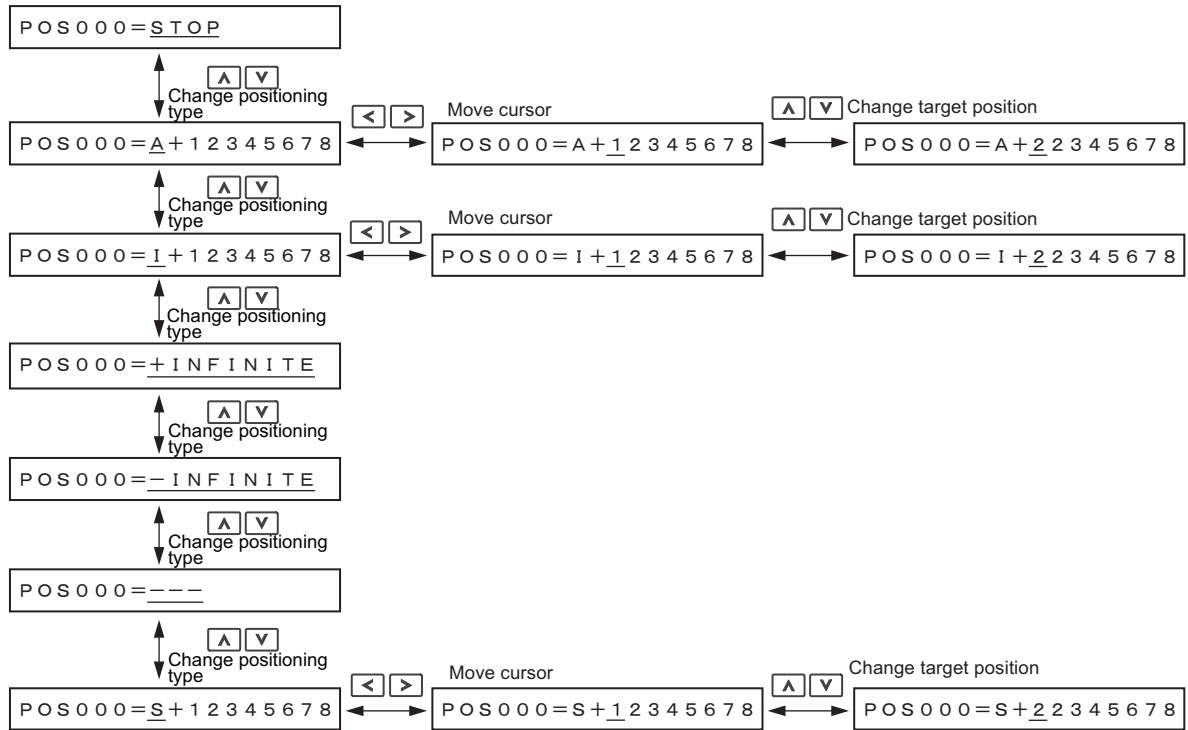 POS000=STOP
∧ ∨
Change positioning
type
POS000=A+12345678
< >
Move cursor
POS000=A+12345678
∧ ∨ Change target position
POS000=A+22345678
∧ ∨
Change positioning
type
POS000=I+12345678
< >
Move cursor
POS000=I+12345678
∧ ∨ Change target position
POS000=I+22345678
∧ ∨
Change positioning
type
POS000=+INFINITE
∧ ∨
Change positioning
type
POS000=−INFINITE
∧ ∨
Change positioning
type
POS000=−−−
∧ ∨
Change positioning
type
POS000=S+12345678
< >
Move cursor
POS000=S+12345678
∧ ∨ Change target position
POS000=S+22345678